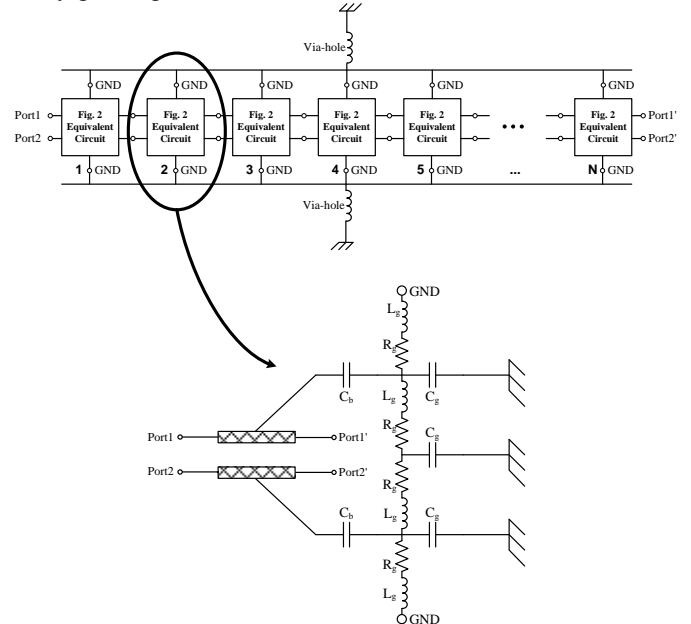 Via-hole
GND GND GND GND GND GND
Port1 Fig. 2 Fig. 2 Fig. 2 Fig. 2 Fig. 2 Fig. 2 Port1'
Equivalent Equivalent Equivalent Equivalent Equivalent ... Equivalent
Port2 Circuit Circuit Circuit Circuit Circuit Circuit Port2'
1 GND 2 GND 3 GND 4 GND 5 GND ... N GND
Via-hole
GND
Lg
Rg
Cb Lg Cg
Port1 Port1' Rg Cg
Port2 Port2' Rg
Cb Lg Cg
Rg
Lg
GND